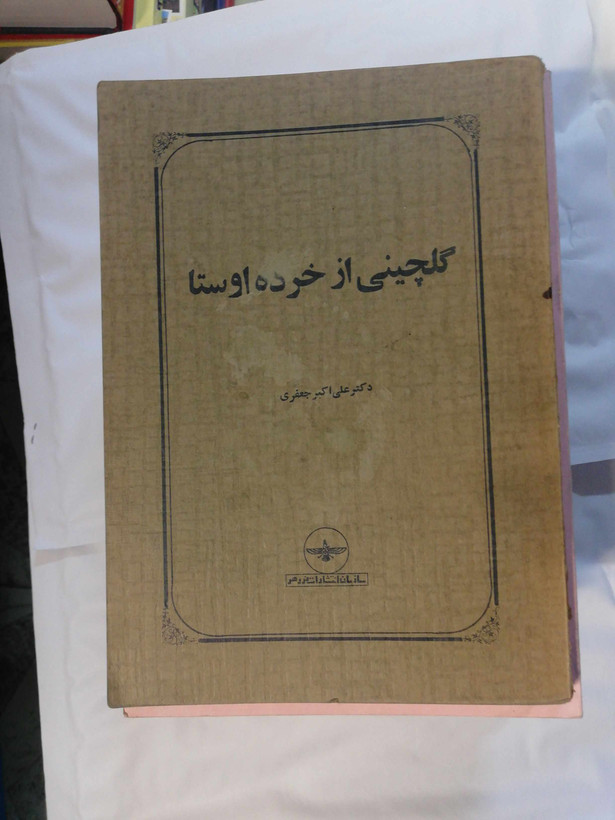 گلچینی از خرده اوستا
دکتر علی اکبر جعفری
سازمان انتشارات فروهر